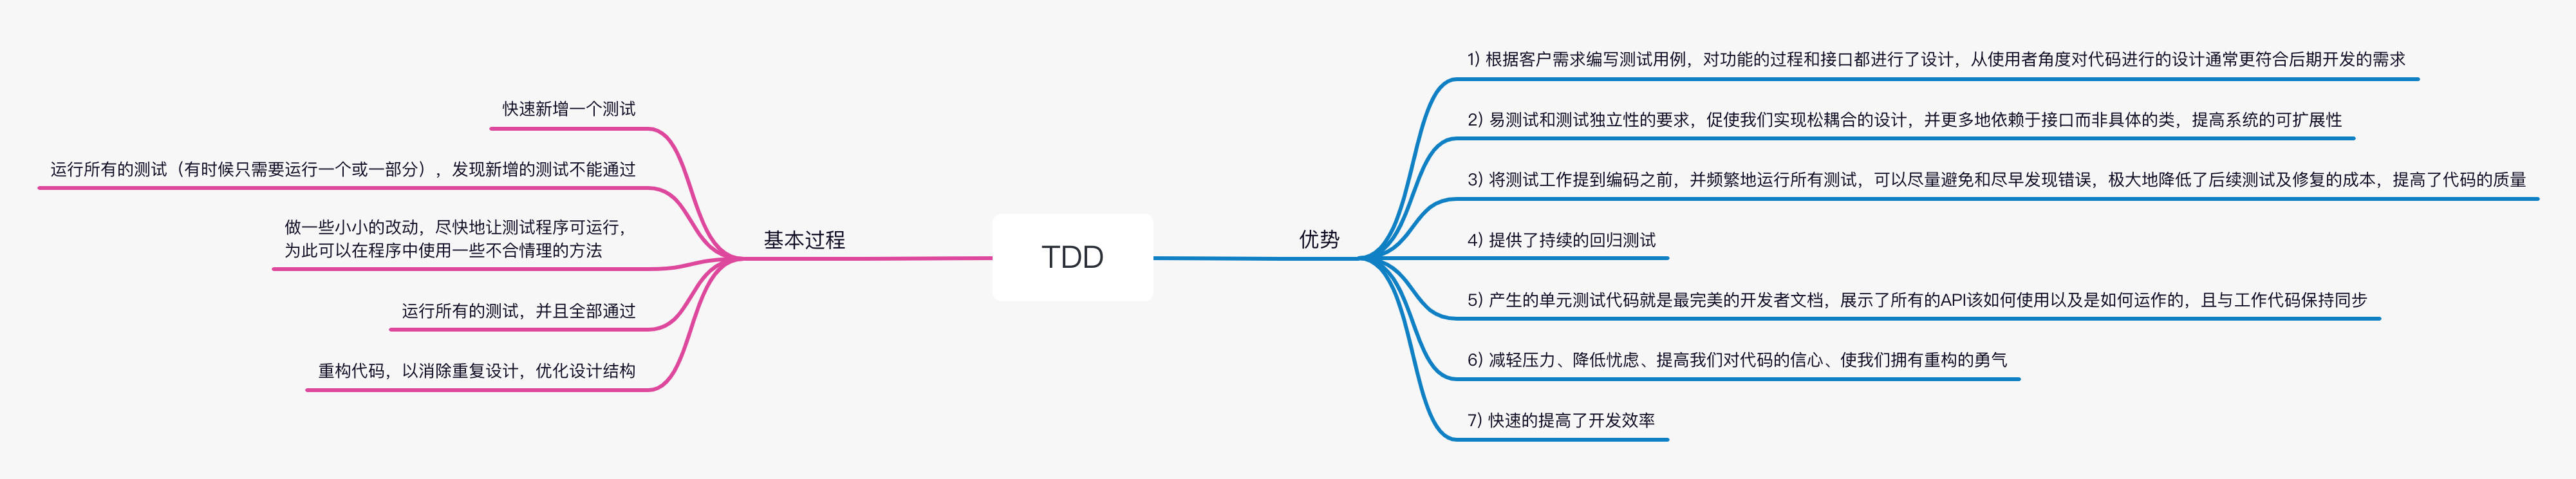 TDD
基本过程
快速新增一个测试
运行所有的测试（有时候只需要运行一个或一部分），发现新增的测试不能通过
做一些小小的改动，尽快地让测试程序可运行，
为此可以在程序中使用一些不合情理的方法
运行所有的测试，并且全部通过
重构代码，以消除重复设计，优化设计结构
优势
1) 根据客户需求编写测试用例，对功能的过程和接口都进行了设计，从使用者角度对代码进行的设计通常更符合后期开发的需求
2) 易测试和测试独立性的要求，促使我们实现松耦合的设计，并更多地依赖于接口而非具体的类，提高系统的可扩展性
3) 将测试工作提到编码之前，并频繁地运行所有测试，可以尽量避免和尽早发现错误，极大地降低了后续测试及修复的成本，提高了代码的质量
4) 提供了持续的回归测试
5) 产生的单元测试代码就是最完美的开发者文档，展示了所有的API该如何使用以及是如何运作的，且与工作代码保持同步
6) 减轻压力、降低忧虑、提高我们对代码的信心、使我们拥有重构的勇气
7) 快速的提高了开发效率